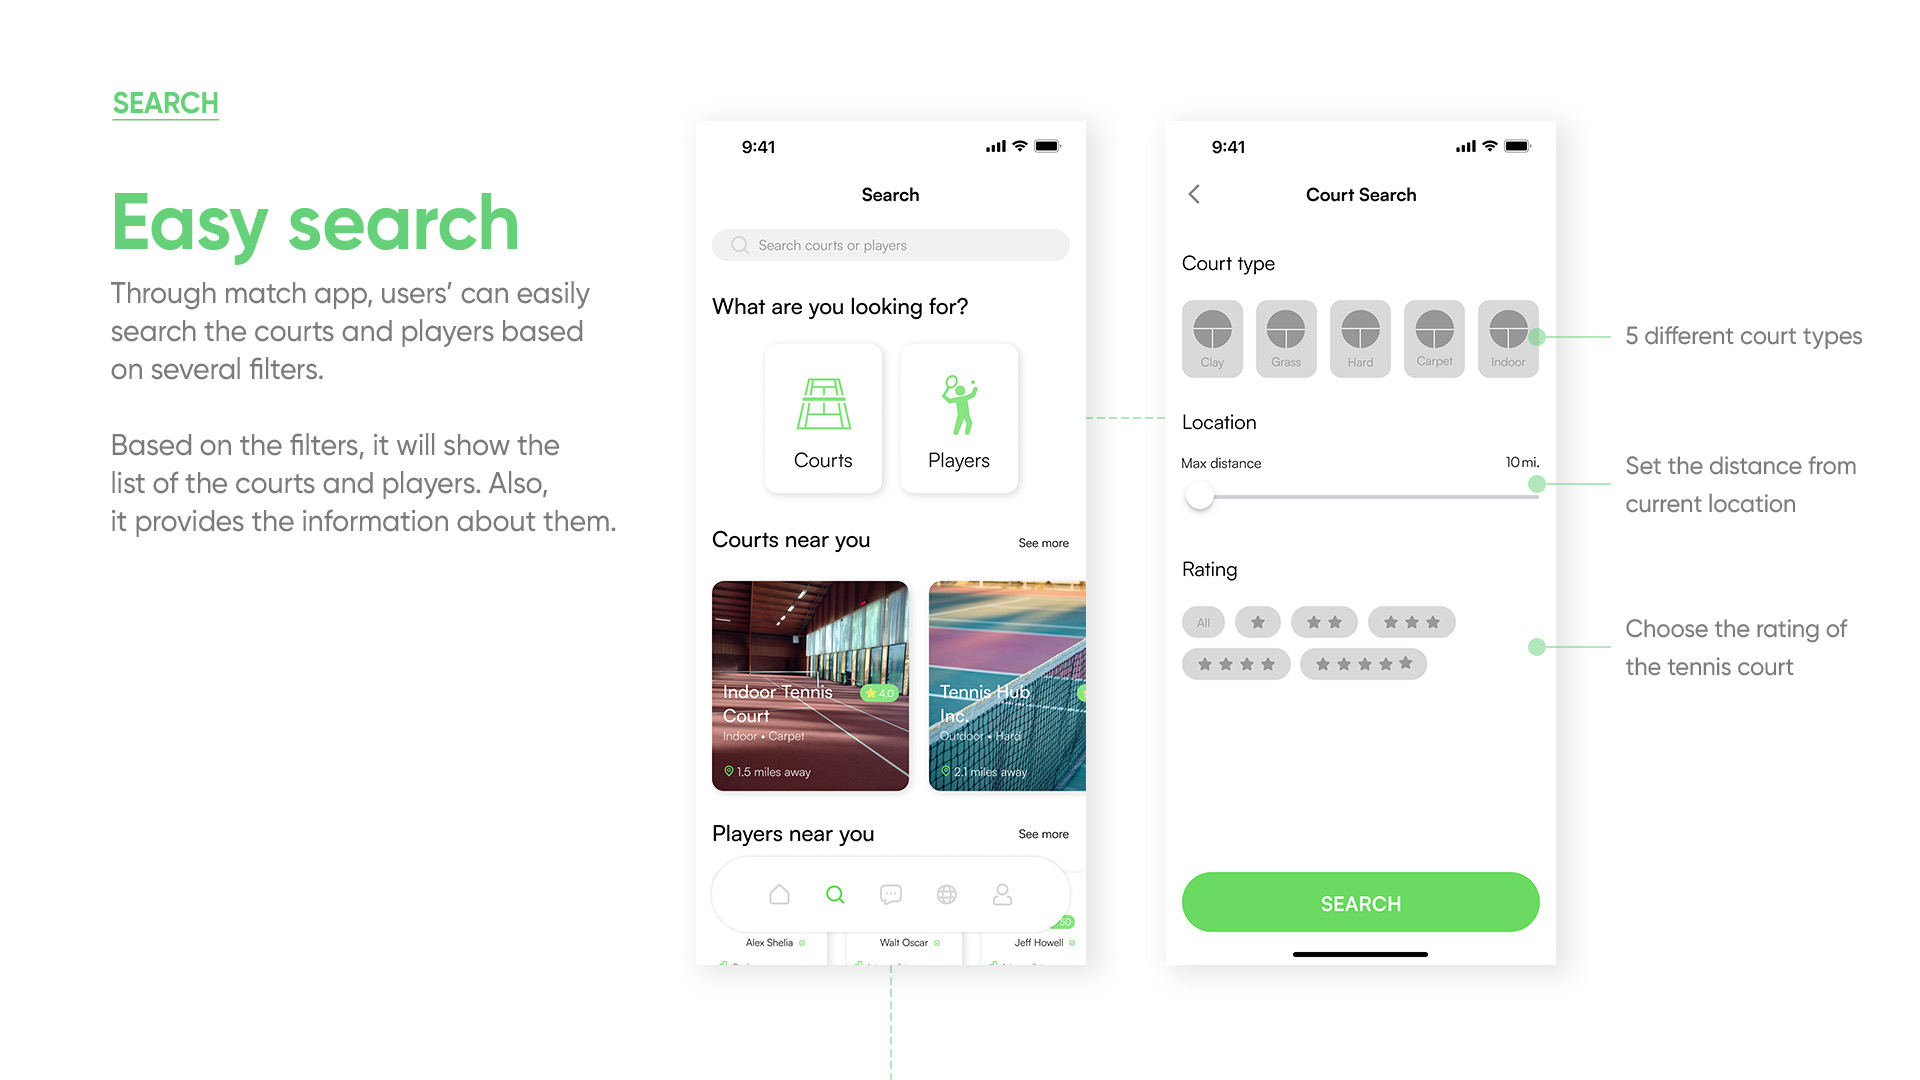 SEARCH
Easy search
Through match app, users’ can easily
search the courts and players based
on several filters.
Based on the filters, it will show the
list of the courts and players. Also,
it provides the information about them.
9:41
Search
Search courts or players
What are you looking for?
Courts
Players
Courts near you
See more
Indoor Tennis
Court
4.0
Indoor • Carpet
1.5 miles away
Tennis Hub
Inc.
Outdoor • Hard
2.1 miles away
Players near you
See more
Alex Shelia
Walt Oscar
Jeff Howell
9:41
Court Search
Court type
Clay
Grass
Hard
Carpet
Indoor
Location
Max distance
10 mi.
Rating
All
SEARCH
5 different court types
Set the distance from
current location
Choose the rating of
the tennis court